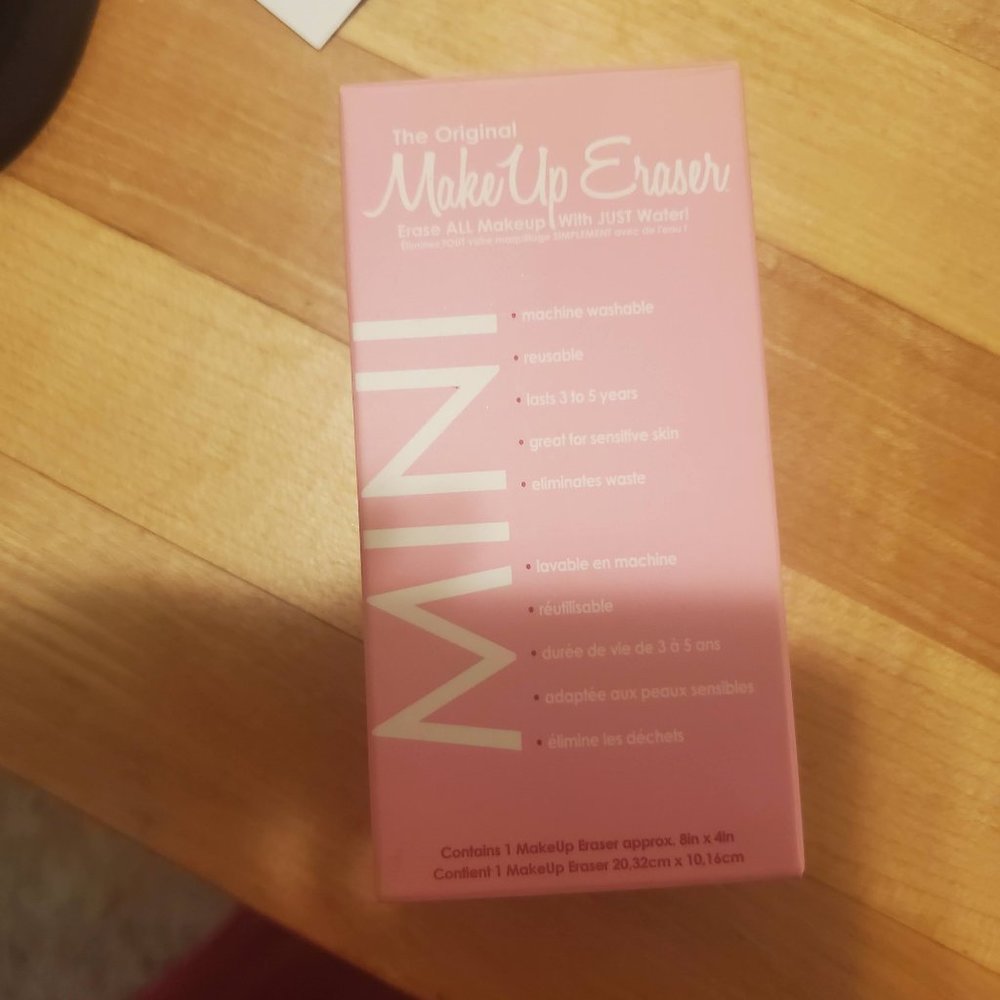 The Original
MakeUp Eraser
Erase ALL Makeup With JUST Water!
Éliminez TOUT votre maquillage SIMPLEMENT avec de l'eau !
MINI
• machine washable
• reusable
• lasts 3 to 5 years
• great for sensitive skin
• eliminates waste
• lavable en machine
• réutilisable
• durée de vie de 3 à 5 ans
• adaptée aux peaux sensibles
• élimine les déchets
Contains 1 MakeUp Eraser approx. 8in x 4in
Contient 1 MakeUp Eraser 20,32cm x 10,16cm